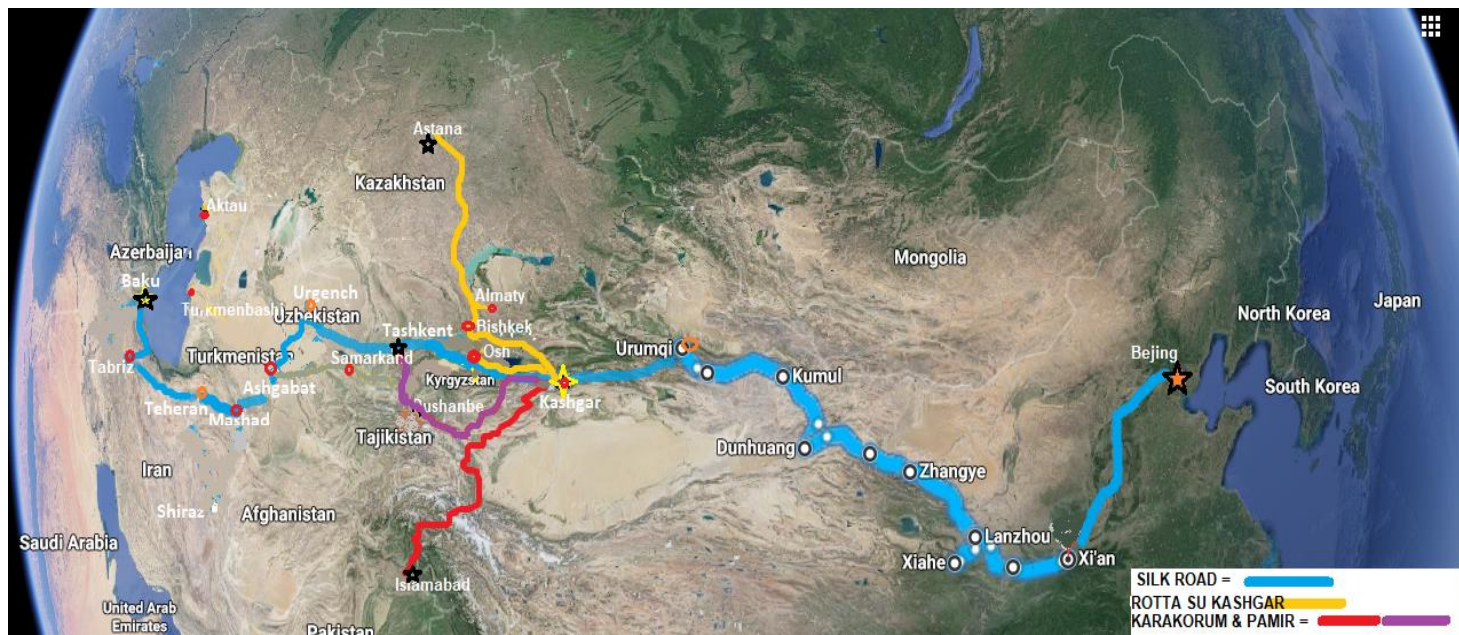 Astana
Kazakhstan
Aktau
Azerbaijan
Mongolia
Baku
Urgench
Almaty
Turkmenbashi
Uzbekistan
Japan
North Korea
Bishkek
Tashkent
Urumqi
Bejing
Tabriz
Turkmenistan
Samarkand
Osh
Kumul
South Korea
Ashgabat
Kyrgyzstan
Teheran
Kashgar
Mashad
Dushanbe
Tajikistan
Dunhuang
Iran
Zhangye
Shiraz
Afghanistan
Saudi Arabia
Lanzhou
Xiahe
Xi'an
Islamabad
SILK ROAD =
ROTTA SU KASHGAR
KARAKORUM & PAMIR =
United Arab
Emirates
Pakistan